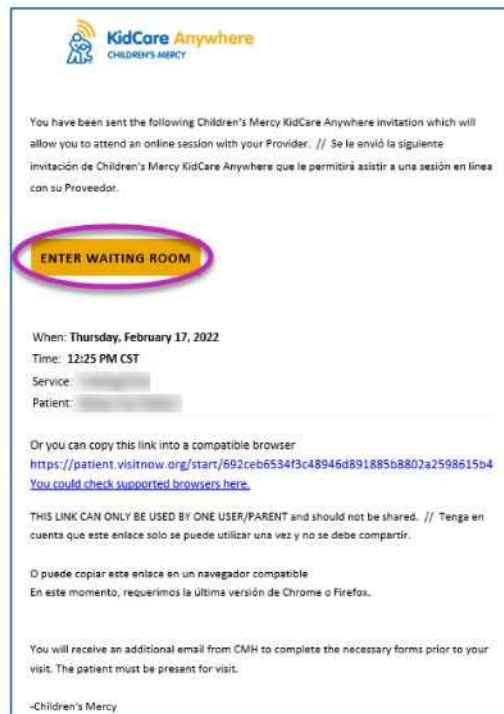 KidCare Anywhere
CHILDREN'S MERCY
You have been sent the following Children's Mercy KidCare Anywhere invitation which will
allow you to attend an online session with your Provider. // Se le envió la siguiente
invitación de Children's Mercy KidCare Anywhere que le permitirá asistir a una sesión en línea
con su Proveedor.
ENTER WAITING ROOM
When: Thursday, February 17, 2022
Time: 12:25 PM CST
Service:
Patient:
Or you can copy this link into a compatible browser
https://patient.visitnow.org/start/692ceb6534f3c48946d891885b8802a2598615b4
You could check supported browsers here.
THIS LINK CAN ONLY BE USED BY ONE USER/PARENT and should not be shared. // Tenga en
cuenta que este enlace solo se puede utilizar una vez y no se debe compartir.
O puede copiar este enlace en un navegador compatible
En este momento, requerimos la última versión de Chrome o Firefox.
You will receive an additional email from CMH to complete the necessary forms prior to your
visit. The patient must be present for visit.
-Children's Mercy